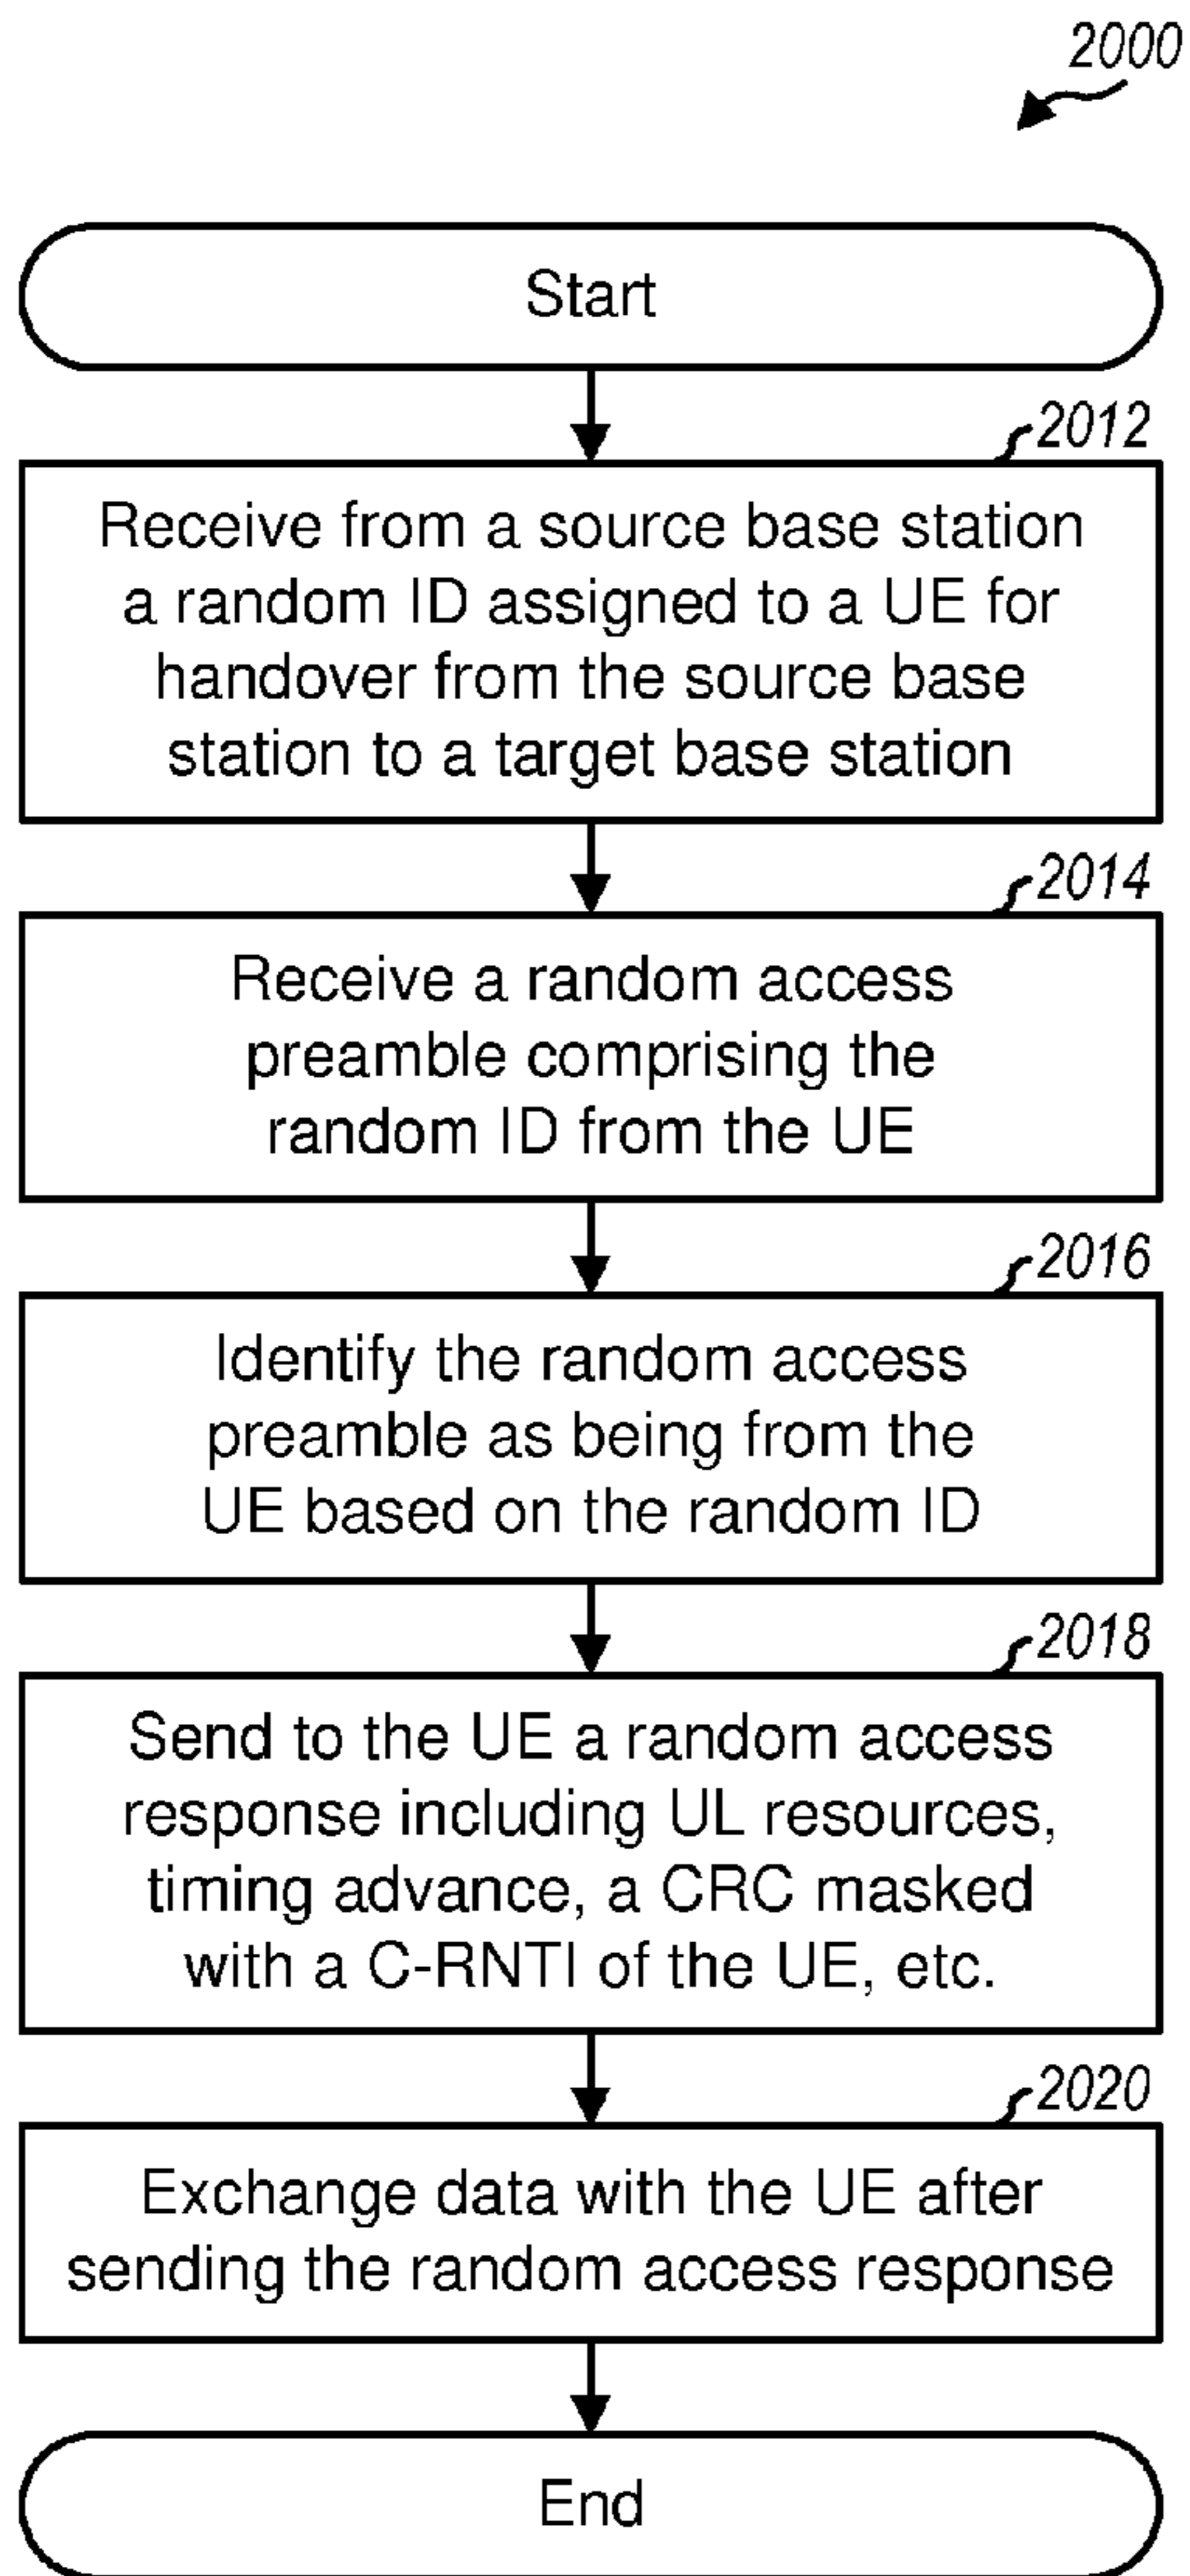 2000
Start
2012
Receive from a source base station
a random ID assigned to a UE for
handover from the source base
station to a target base station
2014
Receive a random access
preamble comprising the
random ID from the UE
2016
Identify the random access
preamble as being from the
UE based on the random ID
2018
Send to the UE a random access
response including UL resources,
timing advance, a CRC masked
with a C-RNTI of the UE, etc.
2020
Exchange data with the UE after
sending the random access response
End